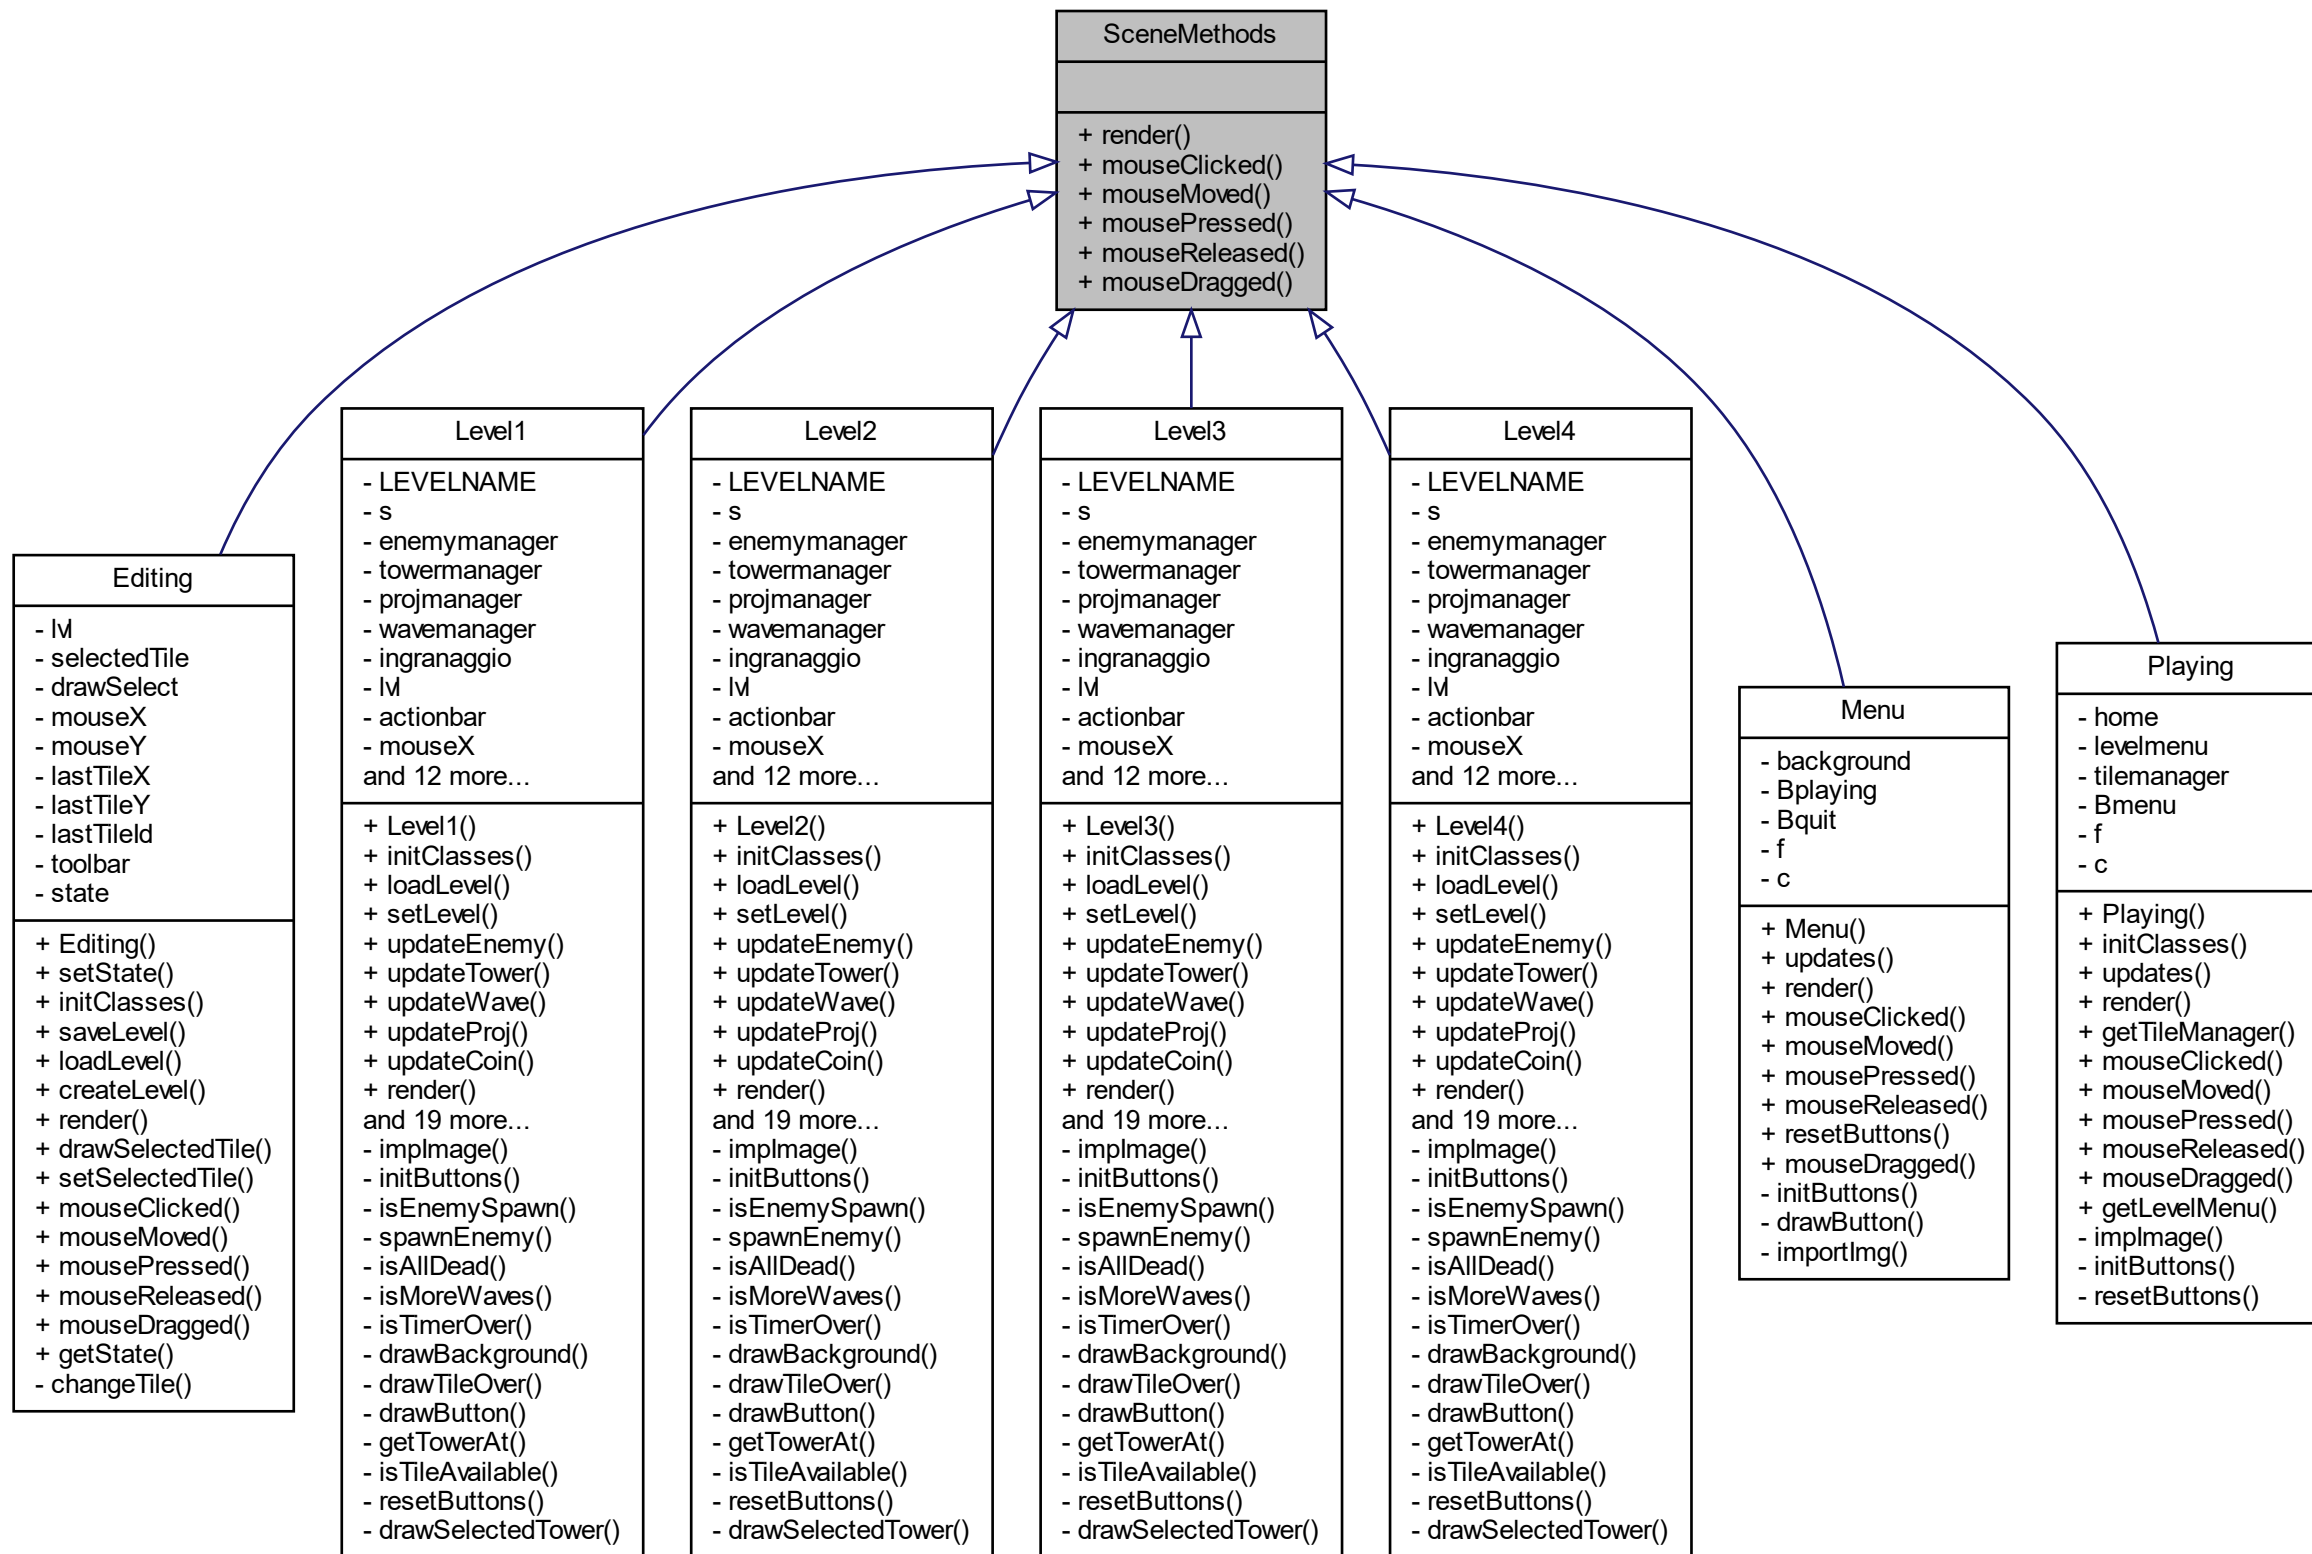 SceneMethods
+ render()
+ mouseClicked()
+ mouseMoved()
+ mousePressed()
+ mouseReleased()
+ mouseDragged()
Editing
- lvl
- selectedTile
- drawSelect
- mouseX
- mouseY
- lastTileX
- lastTileY
- lastTileId
- toolbar
- state
+ Editing()
+ setState()
+ initClasses()
+ saveLevel()
+ loadLevel()
+ createLevel()
+ render()
+ drawSelectedTile()
+ setSelectedTile()
+ mouseClicked()
+ mouseMoved()
+ mousePressed()
+ mouseReleased()
+ mouseDragged()
+ getState()
- changeTile()
Level1
- LEVELNAME
- s
- enemymanager
- towermanager
- projmanager
- wavemanager
- ingranaggio
- lvl
- actionbar
- mouseX
and 12 more...
+ Level1()
+ initClasses()
+ loadLevel()
+ setLevel()
+ updateEnemy()
+ updateTower()
+ updateWave()
+ updateProj()
+ updateCoin()
+ render()
and 19 more...
- impImage()
- initButtons()
- isEnemySpawn()
- spawnEnemy()
- isAllDead()
- isMoreWaves()
- isTimerOver()
- drawBackground()
- drawTileOver()
- drawButton()
- getTowerAt()
- isTileAvailable()
- resetButtons()
- drawSelectedTower()
Level2
- LEVELNAME
- s
- enemymanager
- towermanager
- projmanager
- wavemanager
- ingranaggio
- lvl
- actionbar
- mouseX
and 12 more...
+ Level2()
+ initClasses()
+ loadLevel()
+ setLevel()
+ updateEnemy()
+ updateTower()
+ updateWave()
+ updateProj()
+ updateCoin()
+ render()
and 19 more...
- impImage()
- initButtons()
- isEnemySpawn()
- spawnEnemy()
- isAllDead()
- isMoreWaves()
- isTimerOver()
- drawBackground()
- drawTileOver()
- drawButton()
- getTowerAt()
- isTileAvailable()
- resetButtons()
- drawSelectedTower()
Level3
- LEVELNAME
- s
- enemymanager
- towermanager
- projmanager
- wavemanager
- ingranaggio
- lvl
- actionbar
- mouseX
and 12 more...
+ Level3()
+ initClasses()
+ loadLevel()
+ setLevel()
+ updateEnemy()
+ updateTower()
+ updateWave()
+ updateProj()
+ updateCoin()
+ render()
and 19 more...
- impImage()
- initButtons()
- isEnemySpawn()
- spawnEnemy()
- isAllDead()
- isMoreWaves()
- isTimerOver()
- drawBackground()
- drawTileOver()
- drawButton()
- getTowerAt()
- isTileAvailable()
- resetButtons()
- drawSelectedTower()
Level4
- LEVELNAME
- s
- enemymanager
- towermanager
- projmanager
- wavemanager
- ingranaggio
- lvl
- actionbar
- mouseX
and 12 more...
+ Level4()
+ initClasses()
+ loadLevel()
+ setLevel()
+ updateEnemy()
+ updateTower()
+ updateWave()
+ updateProj()
+ updateCoin()
+ render()
and 19 more...
- impImage()
- initButtons()
- isEnemySpawn()
- spawnEnemy()
- isAllDead()
- isMoreWaves()
- isTimerOver()
- drawBackground()
- drawTileOver()
- drawButton()
- getTowerAt()
- isTileAvailable()
- resetButtons()
- drawSelectedTower()
Menu
- background
- Bplaying
- Bquit
- f
- c
+ Menu()
+ updates()
+ render()
+ mouseClicked()
+ mouseMoved()
+ mousePressed()
+ mouseReleased()
+ resetButtons()
+ mouseDragged()
- initButtons()
- drawButton()
- importImg()
Playing
- home
- levelmenu
- tilemanager
- Bmenu
- f
- c
+ Playing()
+ initClasses()
+ updates()
+ render()
+ getTileManager()
+ mouseClicked()
+ mouseMoved()
+ mousePressed()
+ mouseReleased()
+ mouseDragged()
+ getLevelMenu()
- impImage()
- initButtons()
- resetButtons()